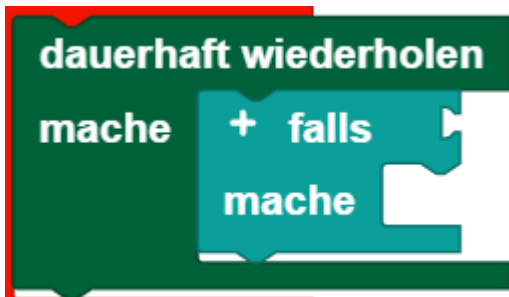 dauerhaft wiederholen
mache + falls
mache